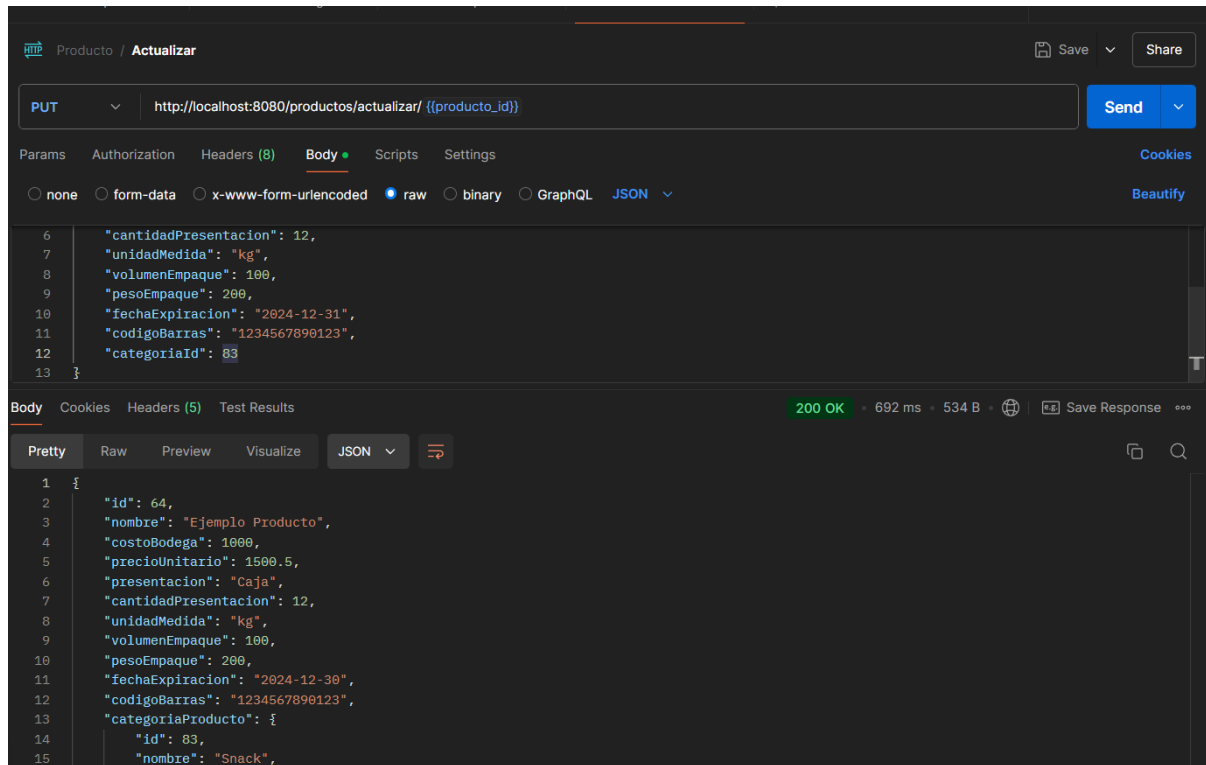 HTTP Producto / Actualizar Save Share
PUT http://localhost:8080/productos/actualizar/ {{producto_id}} Send
Params Authorization Headers (8) Body Scripts Settings Cookies
none form-data x-www-form-urlencoded raw binary GraphQL JSON Beautify
6 "cantidadPresentacion": 12,
7 "unidadMedida": "kg",
8 "volumenEmpaque": 100,
9 "pesoEmpaque": 200,
10 "fechaExpiracion": "2024-12-31",
11 "codigoBarras": "1234567890123",
12 "categoriaId": 83
13 }
Body Cookies Headers (5) Test Results 200 OK • 692 ms • 534 B • e.g. Save Response
Pretty Raw Preview Visualize JSON
1 {
2 "id": 64,
3 "nombre": "Ejemplo Producto",
4 "costoBodega": 1000,
5 "precioUnitario": 1500.5,
6 "presentacion": "Caja",
7 "cantidadPresentacion": 12,
8 "unidadMedida": "kg",
9 "volumenEmpaque": 100,
10 "pesoEmpaque": 200,
11 "fechaExpiracion": "2024-12-30",
12 "codigoBarras": "1234567890123",
13 "categoriaProducto": {
14 "id": 83,
15 "nombre": "Snack",